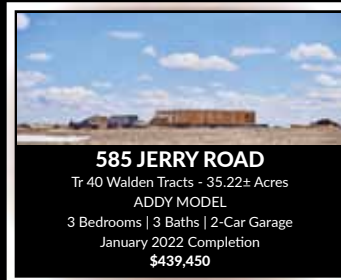 585 JERRY ROAD
Tr 40 Walden Tracts - 35.22± Acres
ADDY MODEL
3 Bedrooms | 3 Baths | 2-Car Garage
January 2022 Completion
$439,450